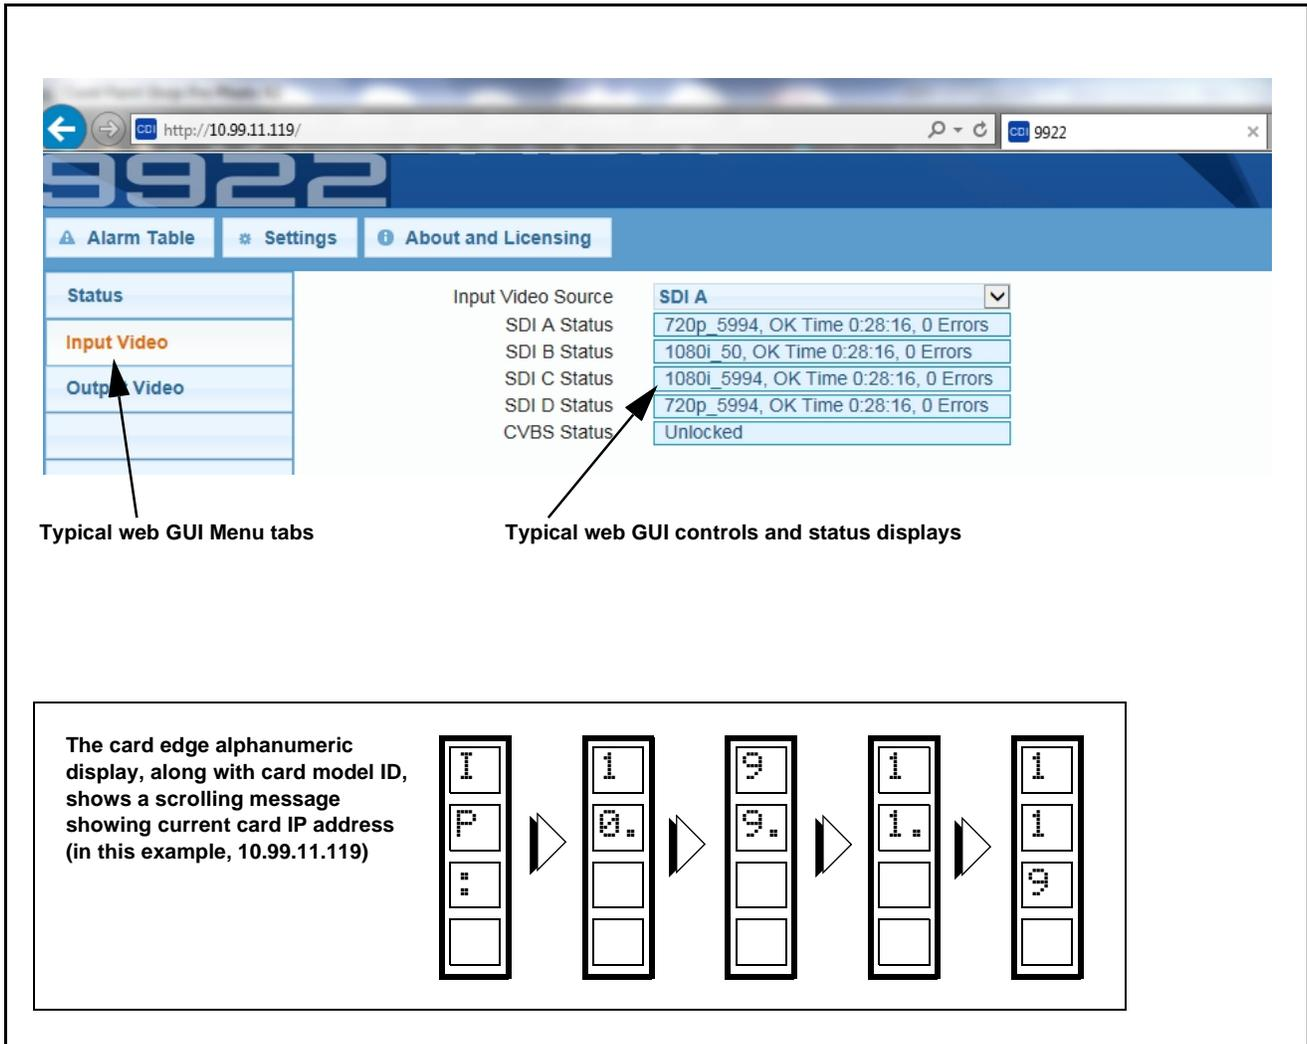 http://10.99.11.119/
CDI 9922
9922
Alarm Table Settings About and Licensing
Status
Input Video
Output Video
Input Video Source SDI A
SDI A Status 720p_5994, OK Time 0:28:16, 0 Errors
SDI B Status 1080i_50, OK Time 0:28:16, 0 Errors
SDI C Status 1080i_5994, OK Time 0:28:16, 0 Errors
SDI D Status 720p_5994, OK Time 0:28:16, 0 Errors
CVBS Status Unlocked
Typical web GUI Menu tabs
Typical web GUI controls and status displays
The card edge alphanumeric
display, along with card model ID,
shows a scrolling message
showing current card IP address
(in this example, 10.99.11.119)
I 1 9 1 1
P 0. 9. 1. 1
: 9